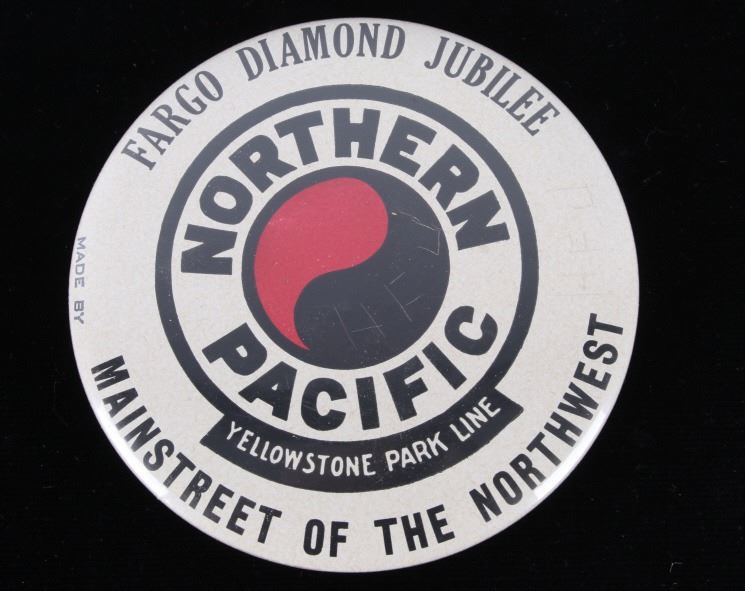 FARGO DIAMOND JUBILEE
NORTHERN
PACIFIC
YELLOWSTONE PARK LINE
MAINSTREET OF THE NORTHWEST
MADE BY